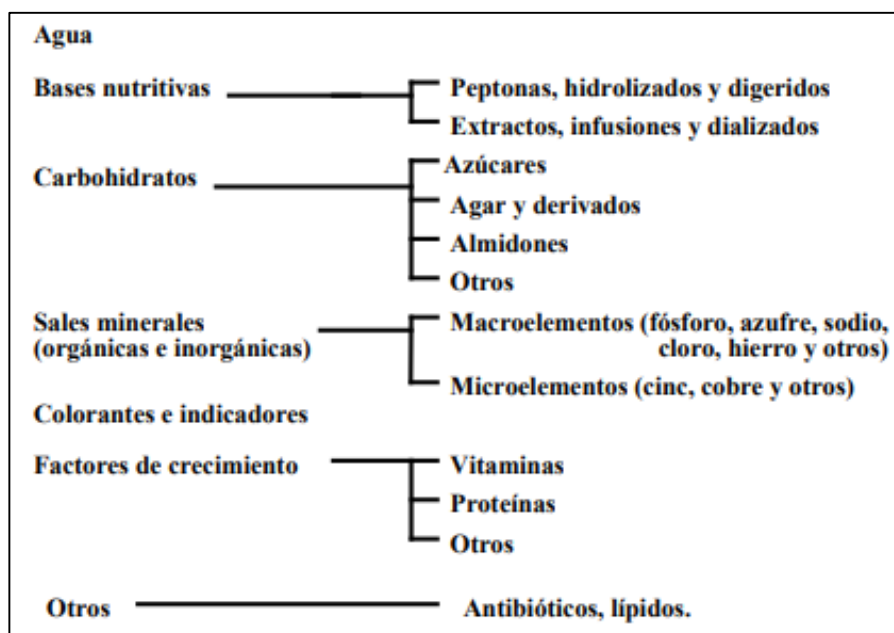 Agua
Bases nutritivas
Peptonas, hidrolizados y digeridos
Extractos, infusiones y dializados
Carbohidratos
Azúcares
Agar y derivados
Almidones
Otros
Sales minerales
(orgánicas e inorgánicas)
Macroelementos (fósforo, azufre, sodio,
cloro, hierro y otros)
Microelementos (cinc, cobre y otros)
Colorantes e indicadores
Factores de crecimiento
Vitaminas
Proteínas
Otros
Otros
Antibióticos, lípidos.